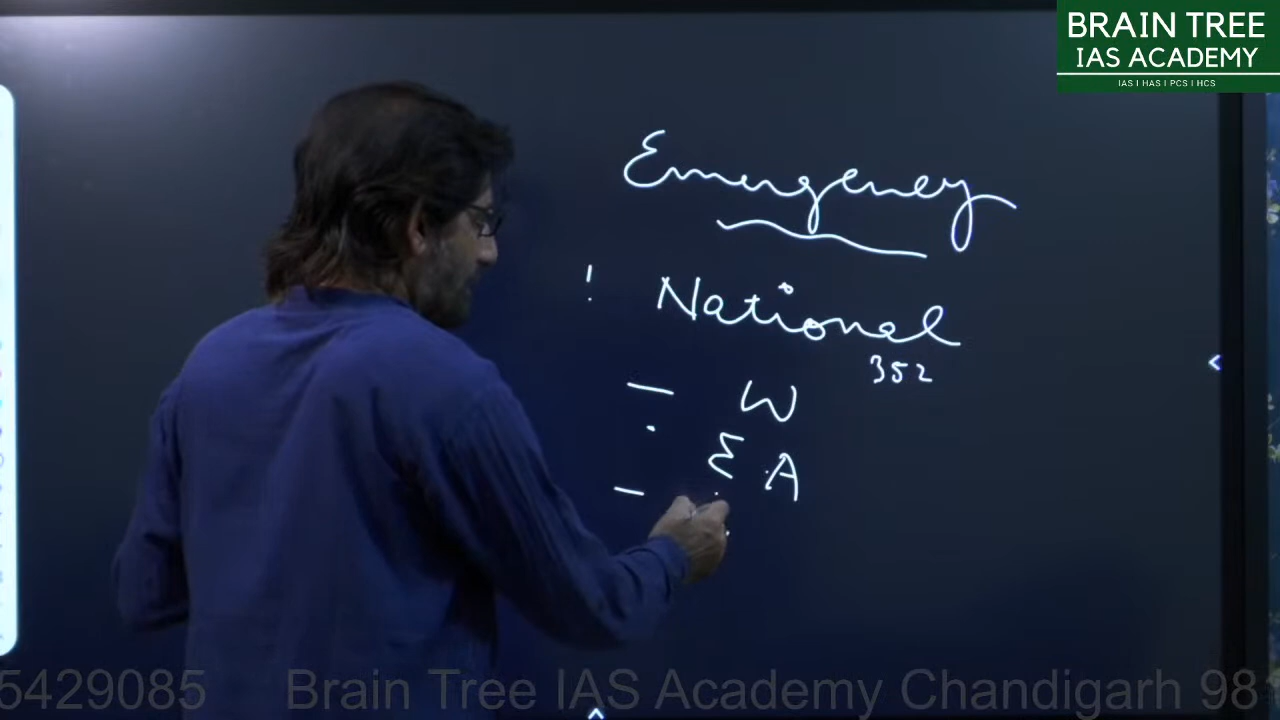 BRAIN TREE
IAS ACADEMY
IAS I HAS I PCS I HCS
Emergency
! National
352
— W
E.A
—
5429085 Brain Tree IAS Academy Chandigarh 98